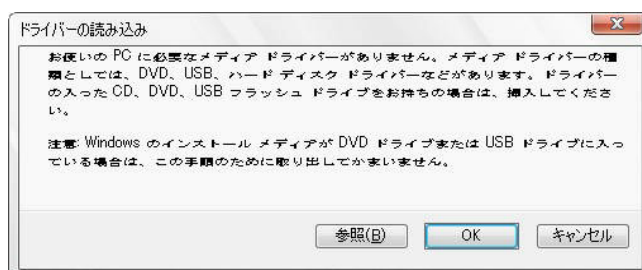 ドライバーの読み込み
お使いの PC に必要なメディア ドライバーがありません。メディア ドライバーの種
類としては、DVD、USB、ハード ディスク ドライバーなどがあります。ドライバー
の入った CD、DVD、USB フラッシュ ドライブをお持ちの場合は、挿入してくださ
い。
注意: Windows のインストール メディアが DVD ドライブまたは USB ドライブに入っ
ている場合は、この手順のために取り出してかまいません。
参照(B)
OK
キャンセル